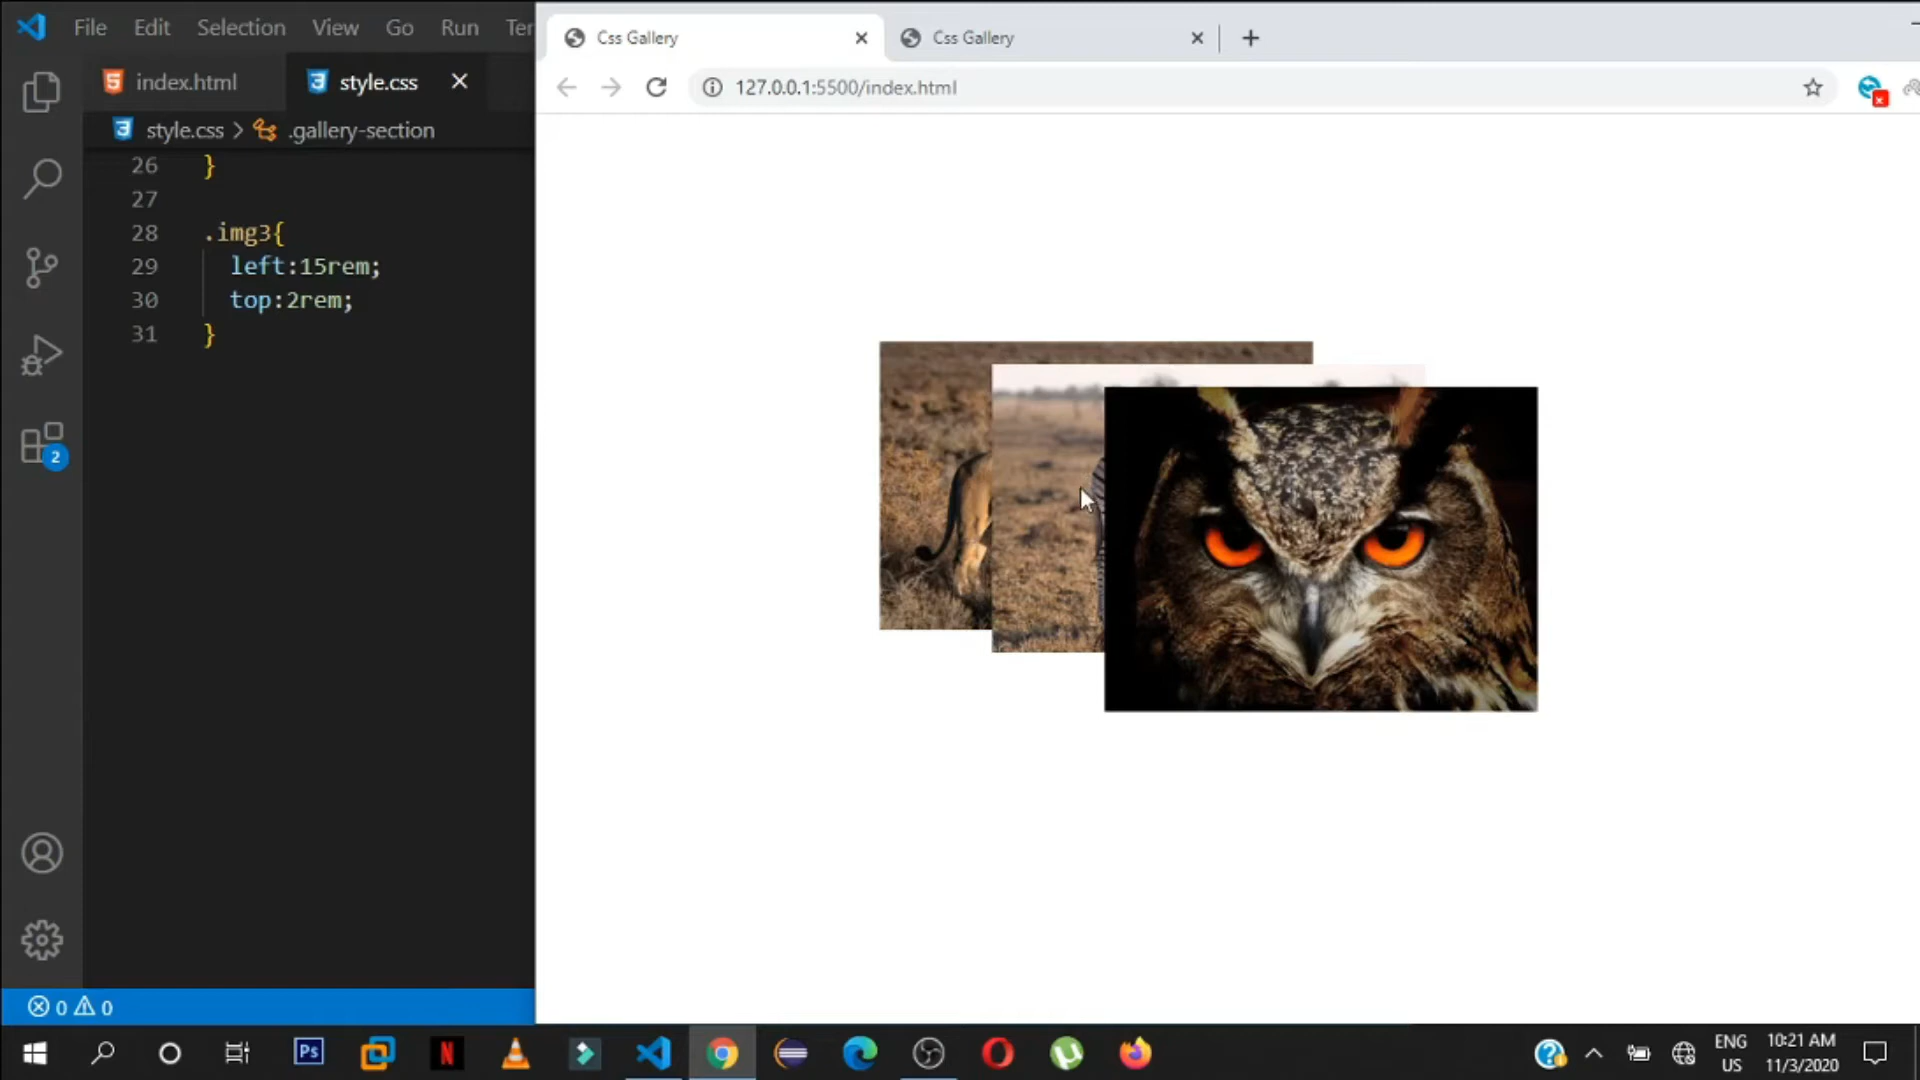 File Edit Selection View Go Run Ter
index.html style.css
style.css > .gallery-section
26 }
27
28 .img3{
29 left:15rem;
30 top:2rem;
31 }
2
0 0
Css Gallery
Css Gallery
127.0.0.1:5500/index.html
Ps
N
ENG
US
10:21 AM
11/3/2020